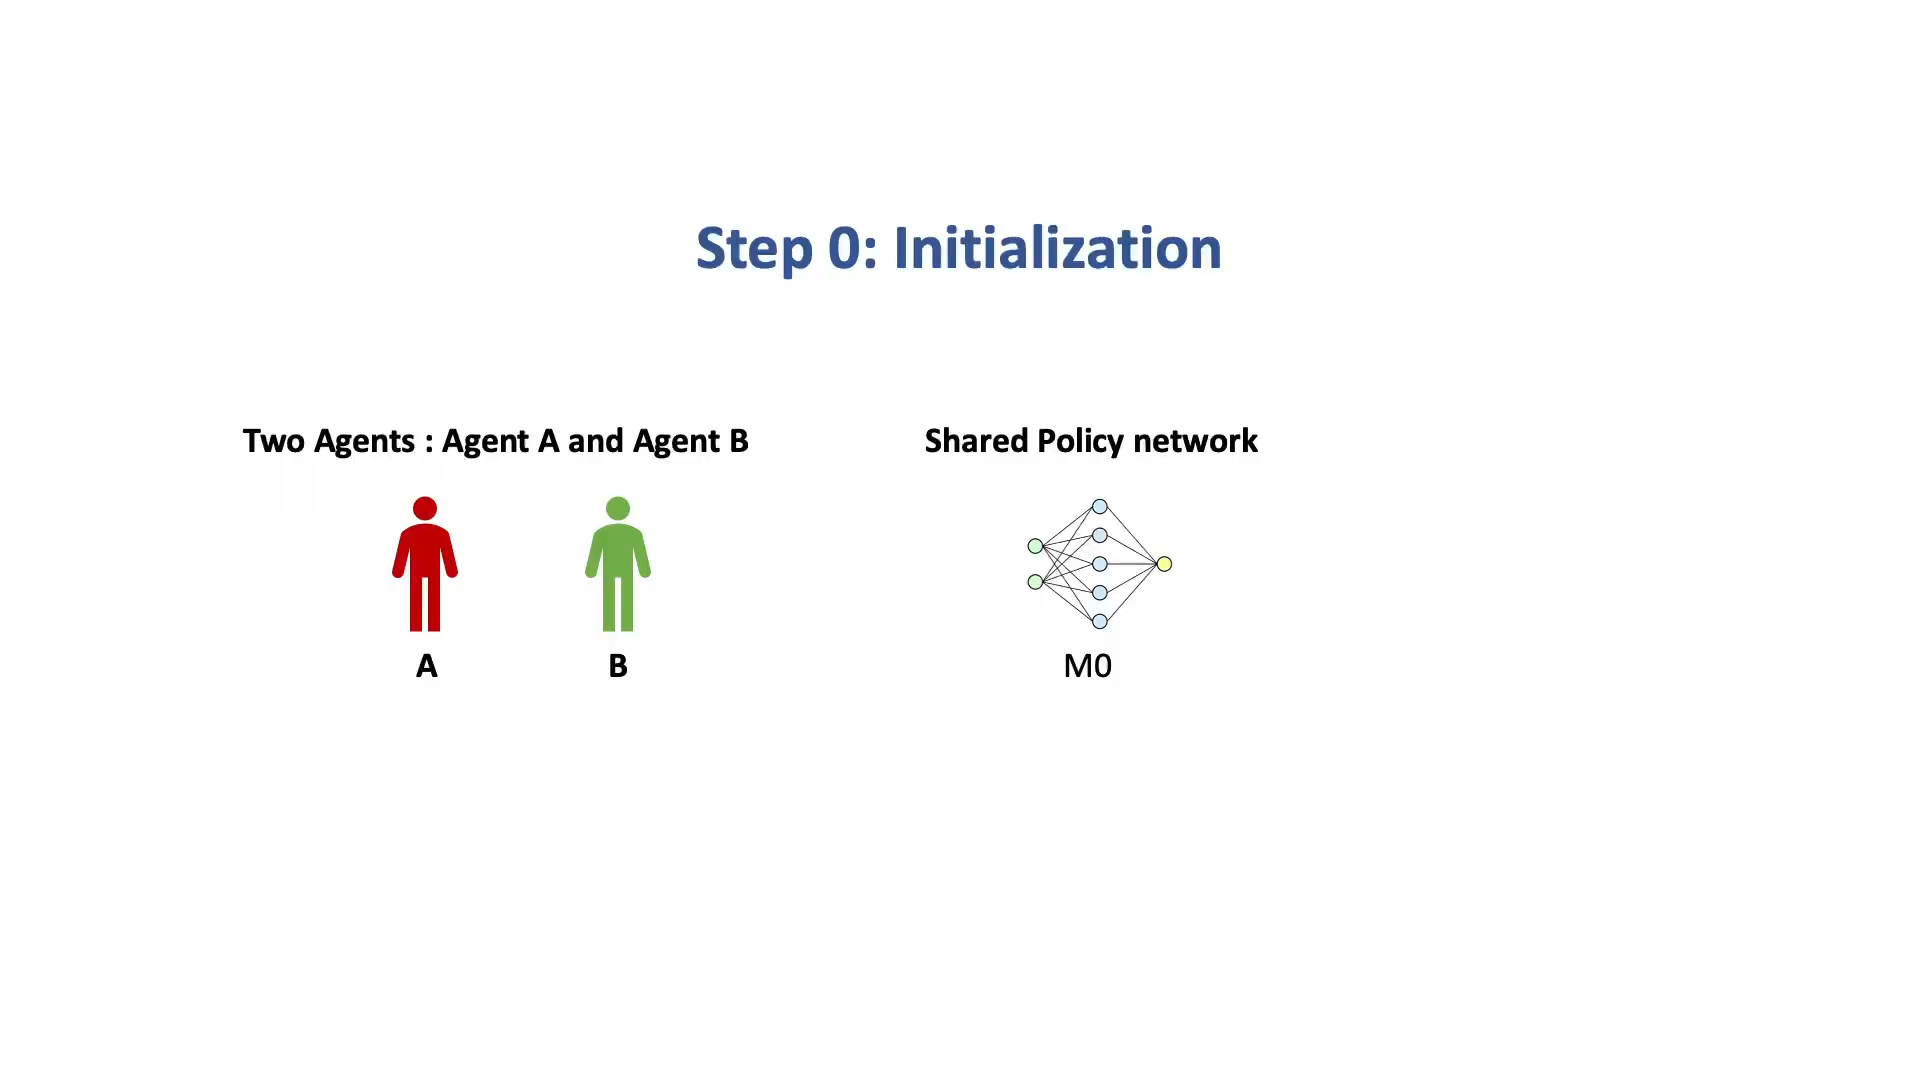 Step 0: Initialization
Two Agents : Agent A and Agent B
Shared Policy network
A
B
M0